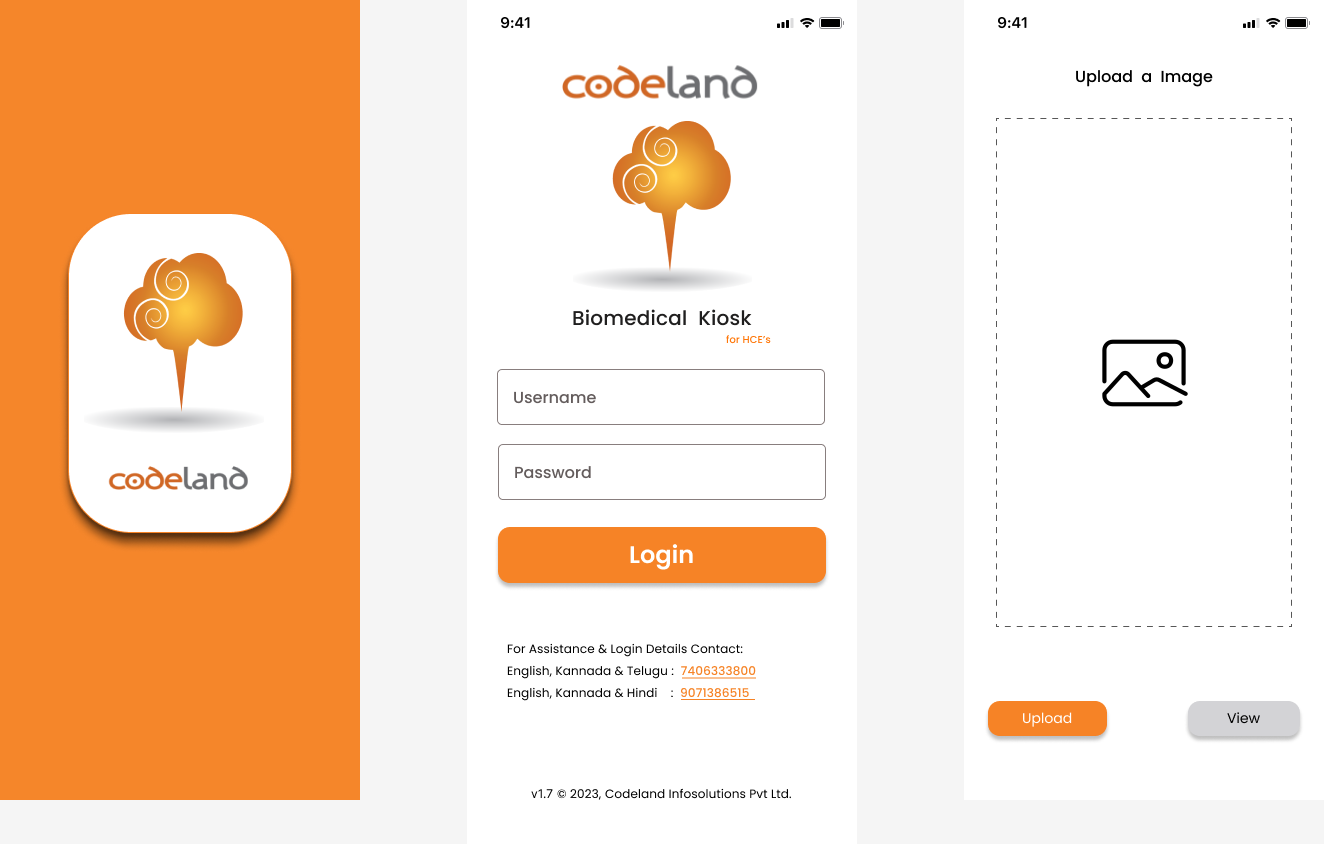 codeland
9:41
codeland
Biomedical Kiosk
for HCE's
Username
Password
Login
For Assistance & Login Details Contact:
English, Kannada & Telugu : 7406333800
English, Kannada & Hindi : 9071386515
v1.7 © 2023, Codeland Infosolutions Pvt Ltd.
9:41
Upload a Image
Upload
View